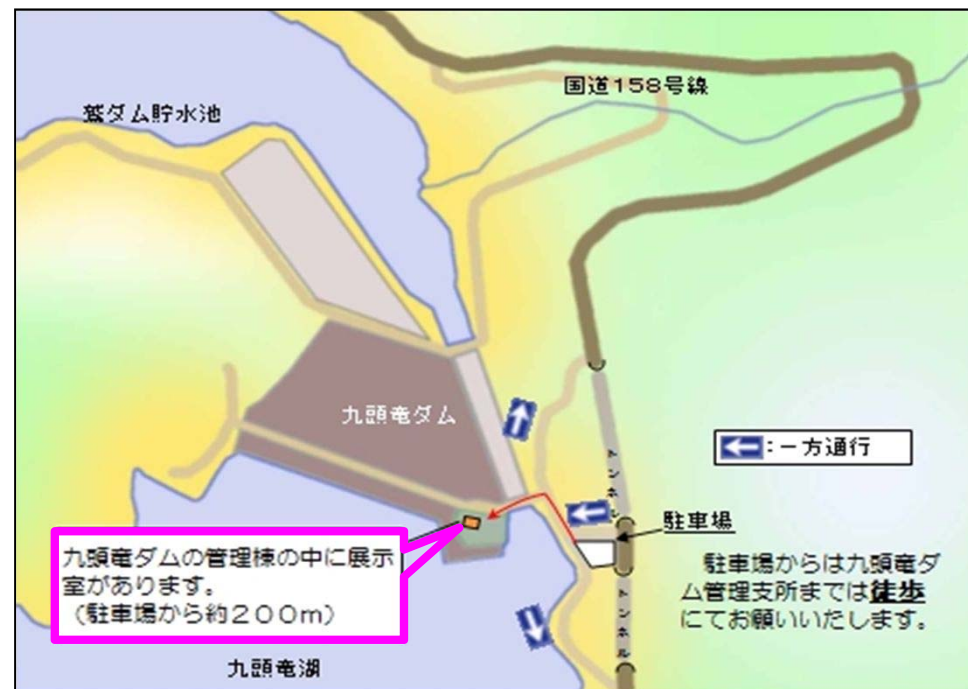 国道158号線
鷲ダム貯水池
九頭竜ダム
:一方通行
トンネル
駐車場
駐車場からは九頭竜ダ
ム管理支所までは徒歩
にてお願いいたします。
九頭竜ダムの管理棟の中に展示
室があります。
（駐車場から約200m）
トンネル
九頭竜湖